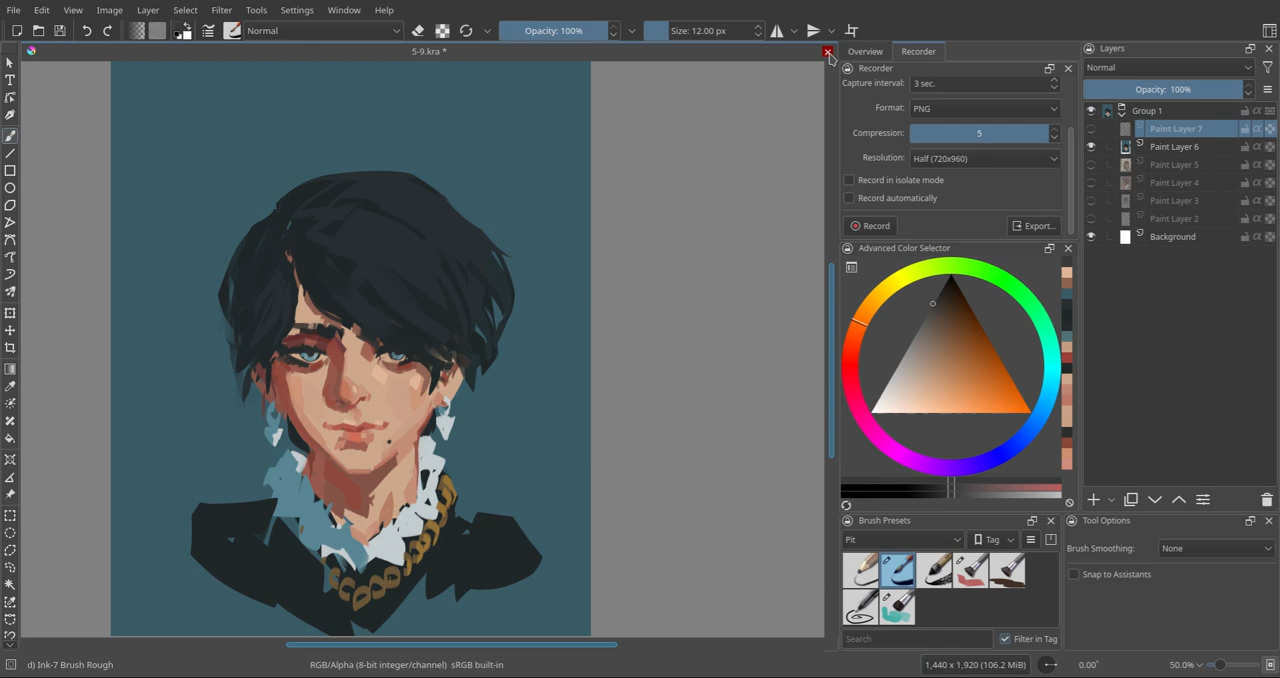 File Edit View Image Layer Select Filter Tools Settings Window Help
Normal Opacity: 100% Size: 12.00 px
5-9.kra *
Overview Recorder
Recorder
Capture interval: 3 sec.
Format: PNG
Compression: 5
Resolution: Half (720x960)
Record in isolate mode
Record automatically
Record Export...
Advanced Color Selector
Layers
Normal
Opacity: 100%
Group 1
Paint Layer 7
Paint Layer 6
Paint Layer 5
Paint Layer 4
Paint Layer 3
Paint Layer 2
Background
Brush Presets
Pit Tag
Search Filter in Tag
Tool Options
Brush Smoothing: None
Snap to Assistants
d) Ink-7 Brush Rough RGB/Alpha (8-bit integer/channel) sRGB built-in 1,440 x 1,920 (106.2 MiB) 0.00° 50.0%